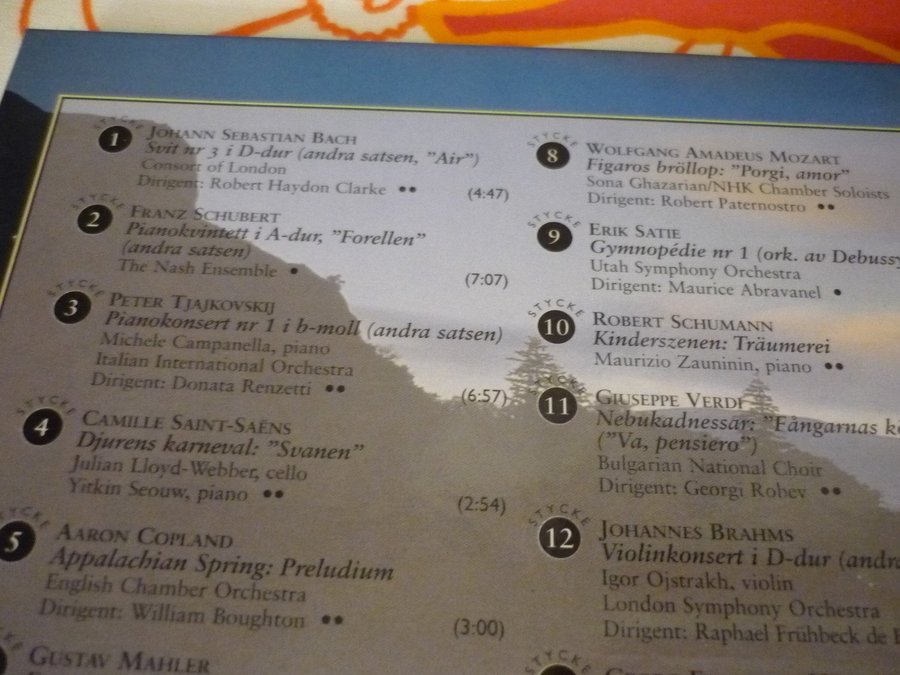 STYCKE
1
JOHANN SEBASTIAN BACH
Svit nr 3 i D-dur (andra satsen, ”Air”)
Consort of London
Dirigent: Robert Haydon Clarke •• (4:47)
STYCKE
2
FRANZ SCHUBERT
Pianokvintett i A-dur, ”Forellen”
(andra satsen)
The Nash Ensemble • (7:07)
STYCKE
3
PETER TJAJKOVSKIJ
Pianokonsert nr 1 i b-moll (andra satsen)
Michele Campanella, piano
Italian International Orchestra
Dirigent: Donata Renzetti •• (6:57)
STYCKE
4
CAMILLE SAINT-SAËNS
Djurens karneval: ”Svanen”
Julian Lloyd-Webber, cello
Yitkin Seouw, piano •• (2:54)
STYCKE
5
AARON COPLAND
Appalachian Spring: Preludium
English Chamber Orchestra
Dirigent: William Boughton •• (3:00)
GUSTAV MAHLER
STYCKE
8
WOLFGANG AMADEUS MOZART
Figaros bröllop: ”Porgi, amor”
Sona Ghazarian/NHK Chamber Soloists
Dirigent: Robert Paternostro ••
STYCKE
9
ERIK SATIE
Gymnopédie nr 1 (ork. av Debussy
Utah Symphony Orchestra
Dirigent: Maurice Abravanel •
STYCKE
10
ROBERT SCHUMANN
Kinderszenen: Träumerei
Maurizio Zauninin, piano ••
STYCKE
11
GIUSEPPE VERDI
Nebukadnessar: ”Fångarnas
(”Va, pensiero”)
Bulgarian National Choir
Dirigent: Georgi Robev ••
STYCKE
12
JOHANNES BRAHMS
Violinkonsert i D-dur
Igor Ojstrakh, violin
London Symphony Orchestra
Dirigent: Raphael Frühbeck de
STYCKE